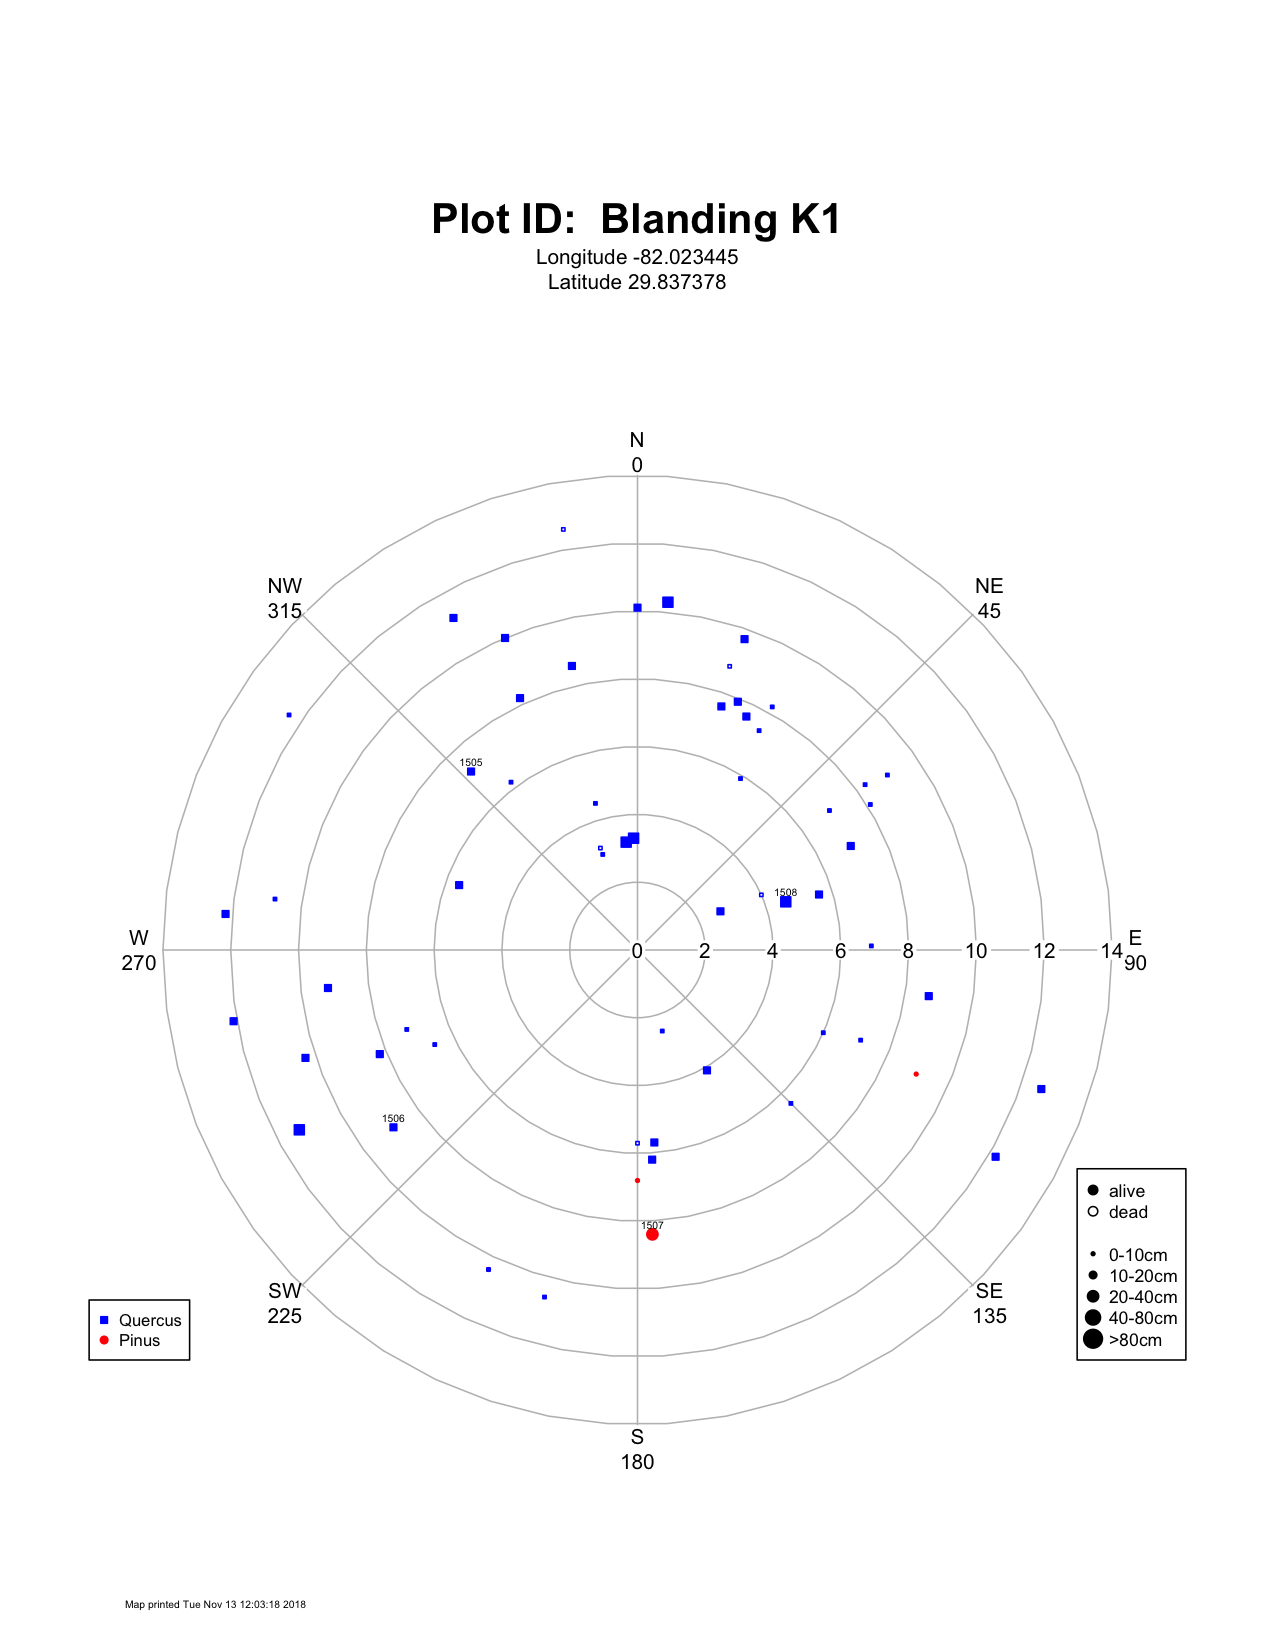 Plot ID:  Blanding K1
Longitude -82.023445
Latitude 29.837378
N
0
NW
315
NE
45
1505
1508
W
270
0 2 4 6 8 10 12 14
E
90
1506
1507
SW
225
SE
135
S
180
alive
dead
0-10cm
10-20cm
20-40cm
40-80cm
>80cm
Quercus
Pinus
Map printed Tue Nov 13 12:03:18 2018